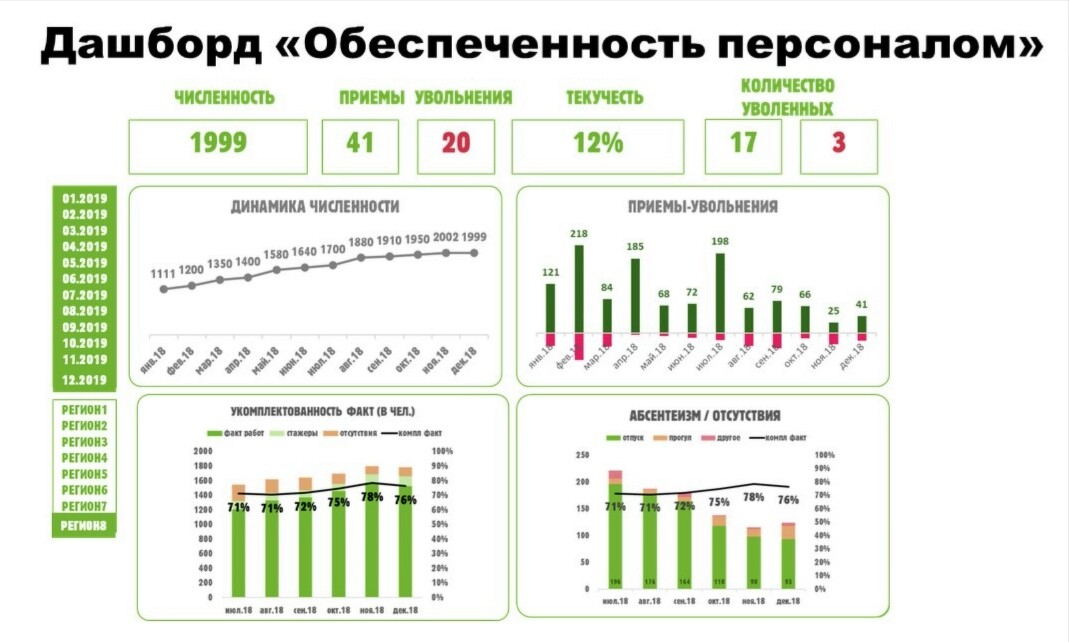 Дашборд «Обеспеченность персоналом»
ЧИСЛЕННОСТЬ ПРИЕМЫ УВОЛЬНЕНИЯ ТЕКУЧЕСТЬ КОЛИЧЕСТВО
УВОЛЕННЫХ
1999 41 20 12% 17 3
01.2019
02.2019
03.2019
04.2019
05.2019
06.2019
07.2019
08.2019
09.2019
10.2019
11.2019
12.2019
РЕГИОН1
РЕГИОН2
РЕГИОН3
РЕГИОН4
РЕГИОН5
РЕГИОН6
РЕГИОН7
РЕГИОН8
ДИНАМИКА ЧИСЛЕННОСТИ
1111 1200 1350 1400 1580 1640 1700 1880 1910 1950 2002 1999
янв.18 фев.18 мар.18 апр.18 май.18 июн.18 июл.18 авг.18 сен.18 окт.18 ноя.18 дек.18
ПРИЕМЫ-УВОЛЬНЕНИЯ
121 218 84 185 68 72 198 62 79 66 25 41
янв.18 фев.18 мар.18 апр.18 май.18 июн.18 июл.18 авг.18 сен.18 окт.18 ноя.18 дек.18
УКОМПЛЕКТОВАННОСТЬ ФАКТ (В ЧЕЛ.)
факт работ стажеры отсутствия компл факт
2000 100%
1800 90%
1600 80%
1400 70%
1200 60%
1000 50%
800 40%
600 30%
400 20%
200 10%
0 0%
71% 71% 72% 75% 78% 76%
июл.18 авг.18 сен.18 окт.18 ноя.18 дек.18
АБСЕНТЕИЗМ / ОТСУТСТВИЯ
отпуск прогул другое компл факт
250 100%
90%
200 80%
70%
150 60%
50%
100 40%
30%
50 20%
10%
0 0%
71% 71% 72% 75% 78% 76%
196 176 164 118 98 93
июл.18 авг.18 сен.18 окт.18 ноя.18 дек.18